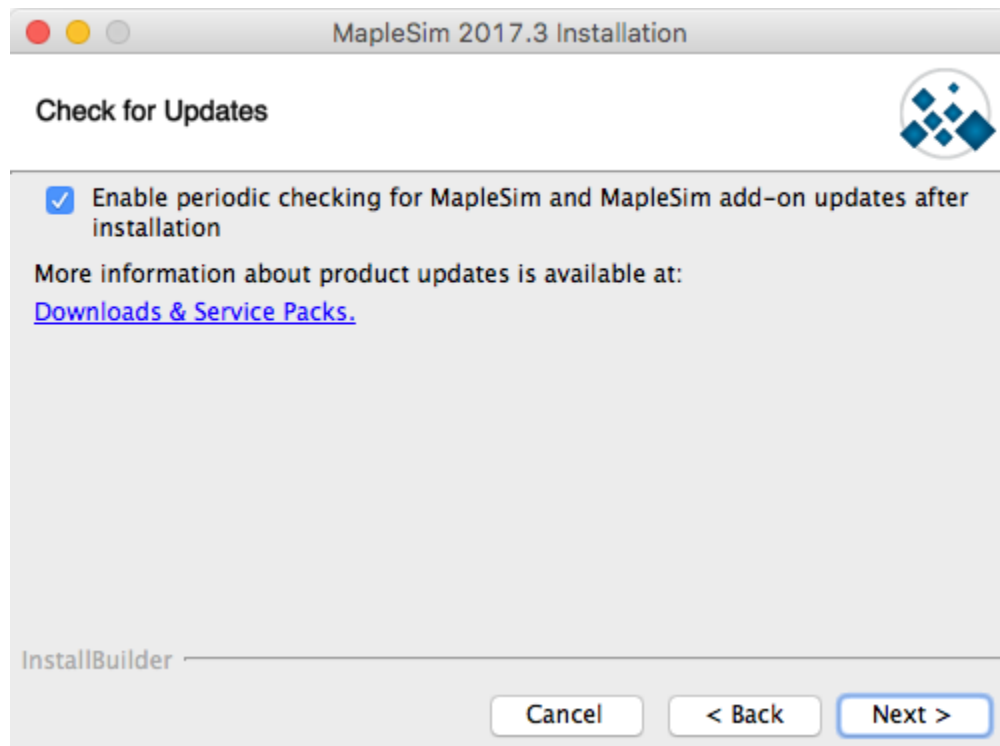 MapleSim 2017.3 Installation
Check for Updates
Enable periodic checking for MapleSim and MapleSim add-on updates after
installation
More information about product updates is available at:
Downloads & Service Packs.
InstallBuilder
Cancel
< Back
Next >